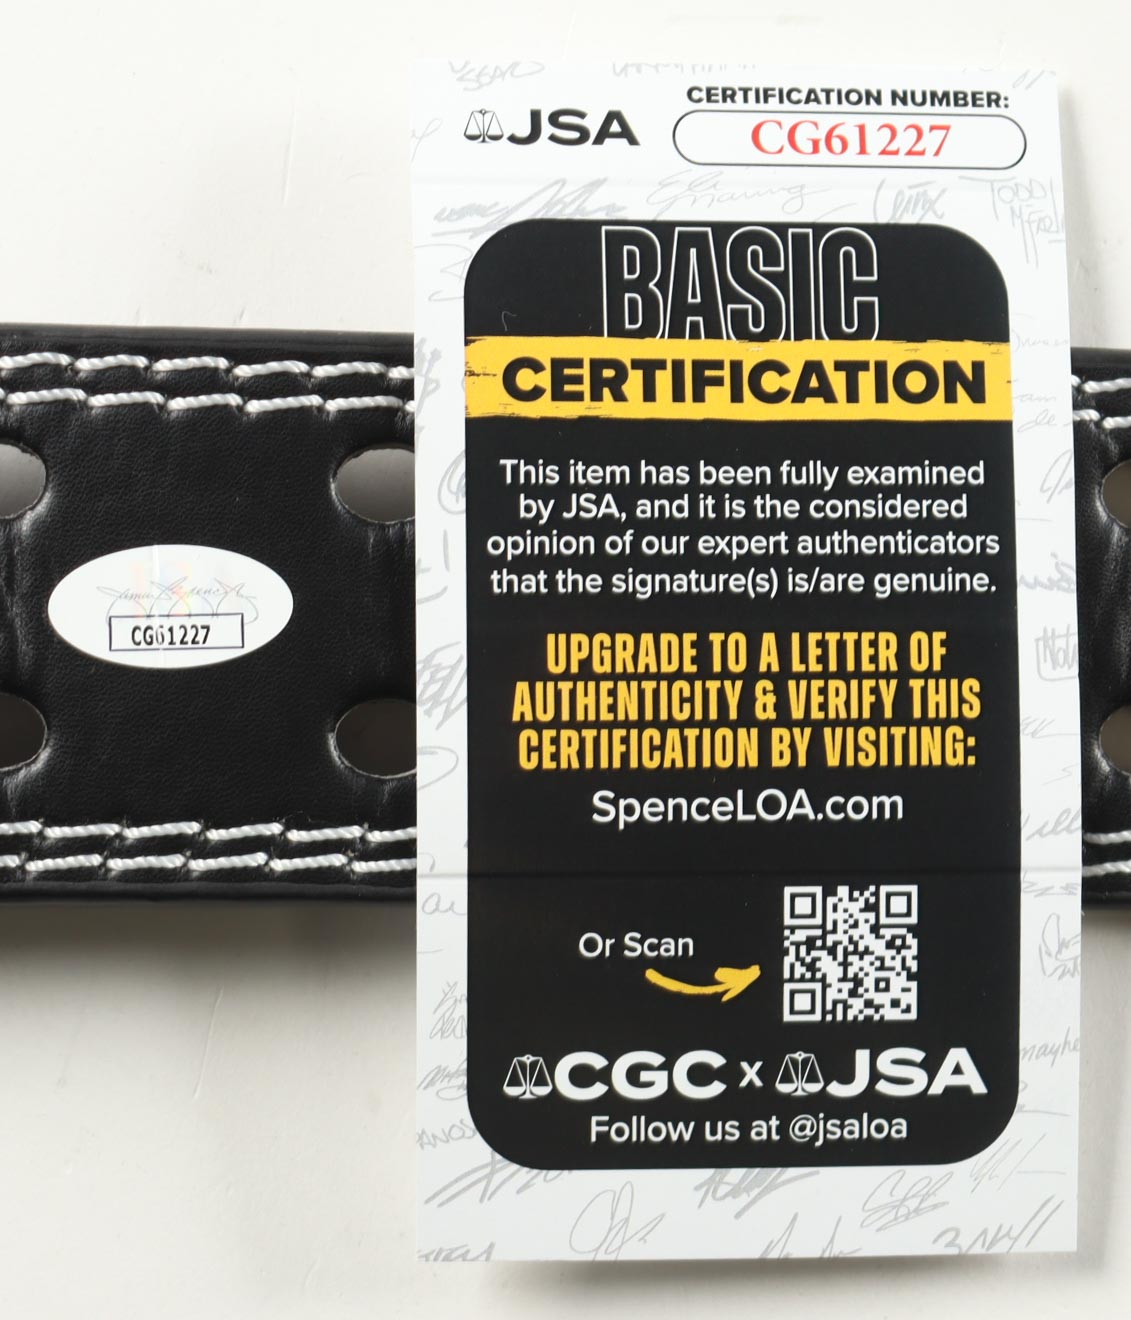 JSA
CERTIFICATION NUMBER:
CG61227
BASIC
CERTIFICATION
This item has been fully examined
by JSA, and it is the considered
opinion of our expert authenticators
that the signature(s) is/are genuine.
UPGRADE TO A LETTER OF
AUTHENTICITY & VERIFY THIS
CERTIFICATION BY VISITING:
SpenceLOA.com
Or Scan
CGC x JSA
Follow us at @jsaloa
CG61227